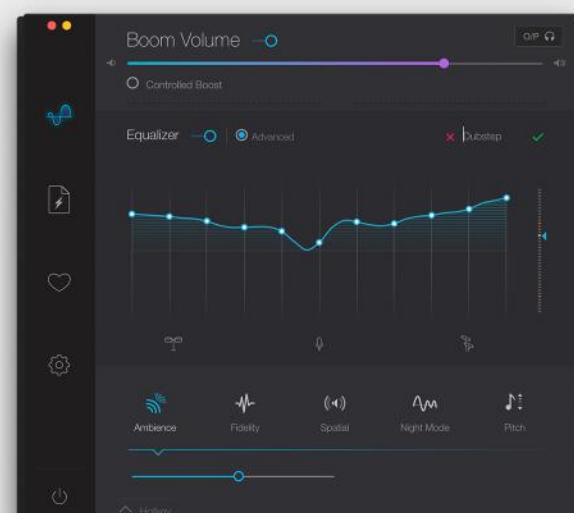 Boom Volume
O/P
Controlled Boost
Equalizer
Advanced
Dubstep
Ambience
Fidelity
Spatial
Night Mode
Pitch